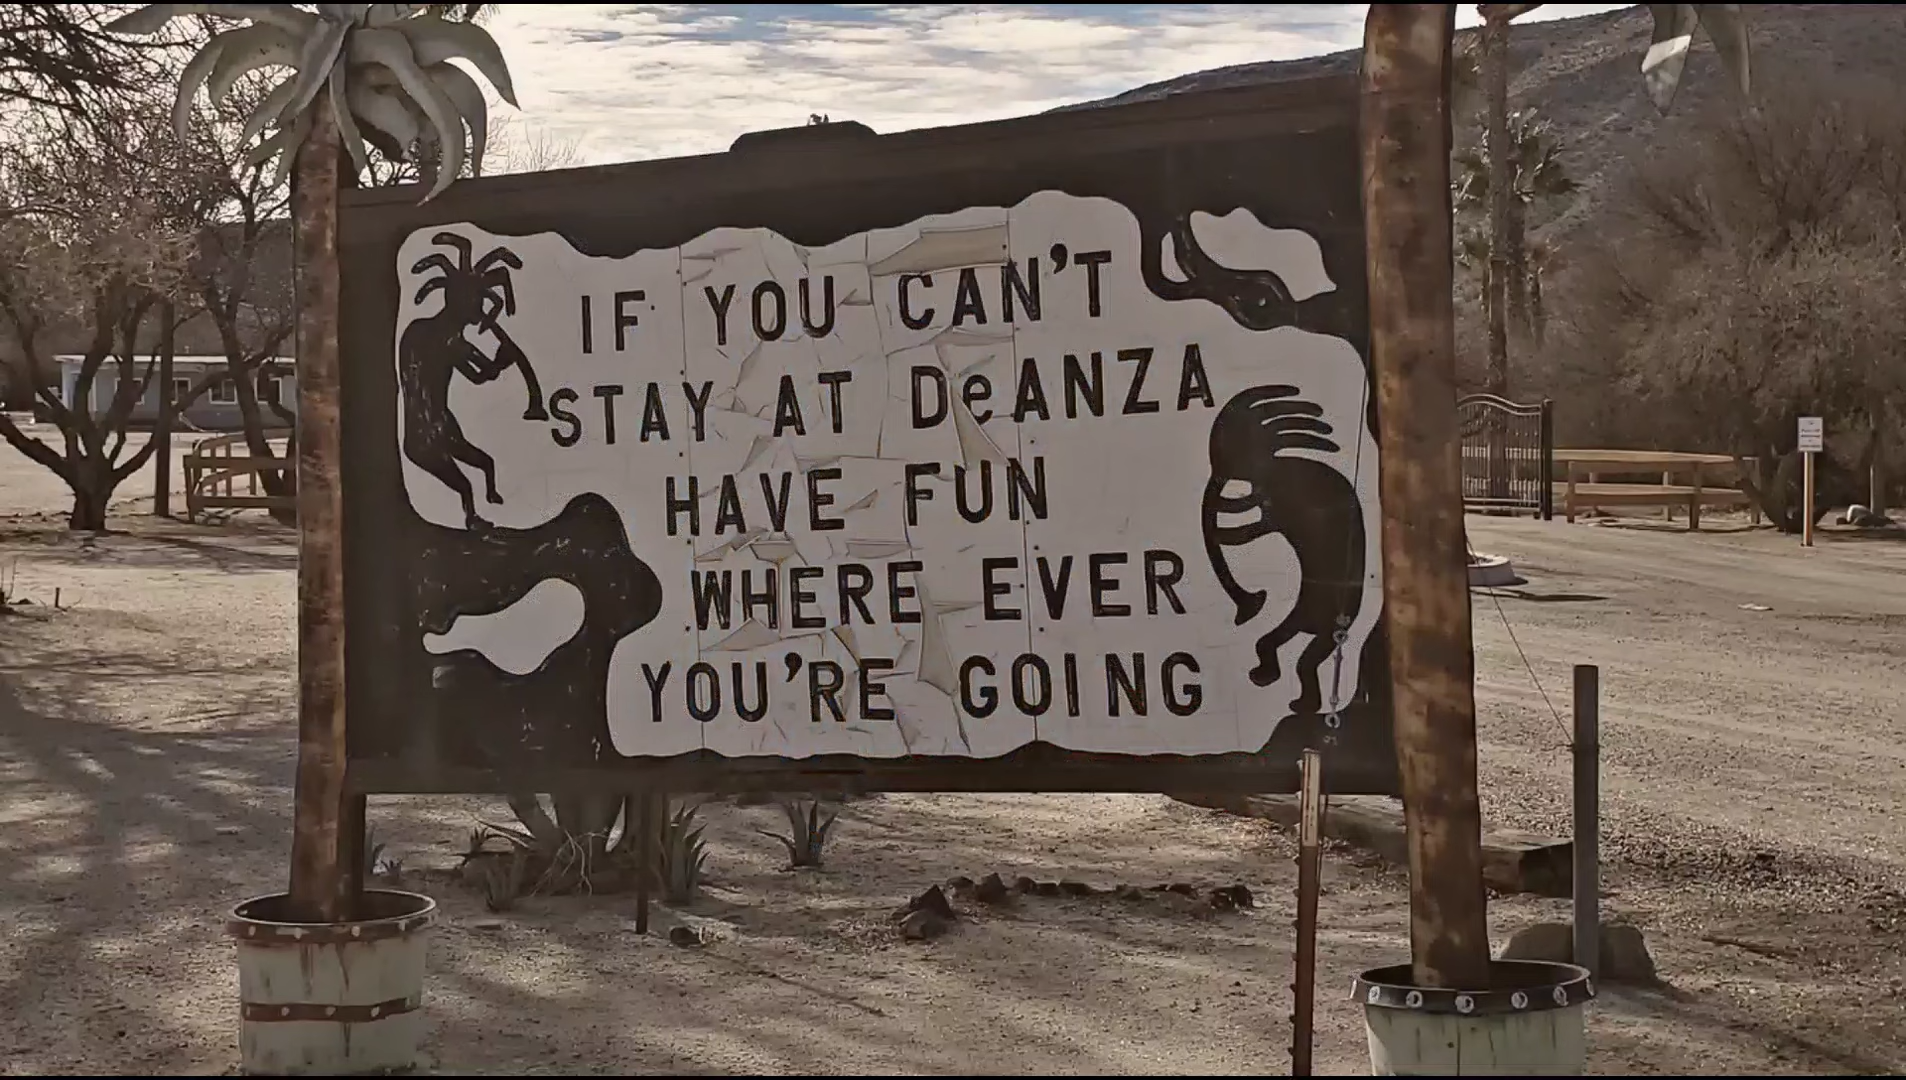 IF YOU CAN'T
STAY AT DeANZA
HAVE FUN
WHERE EVER
YOU'RE GOING